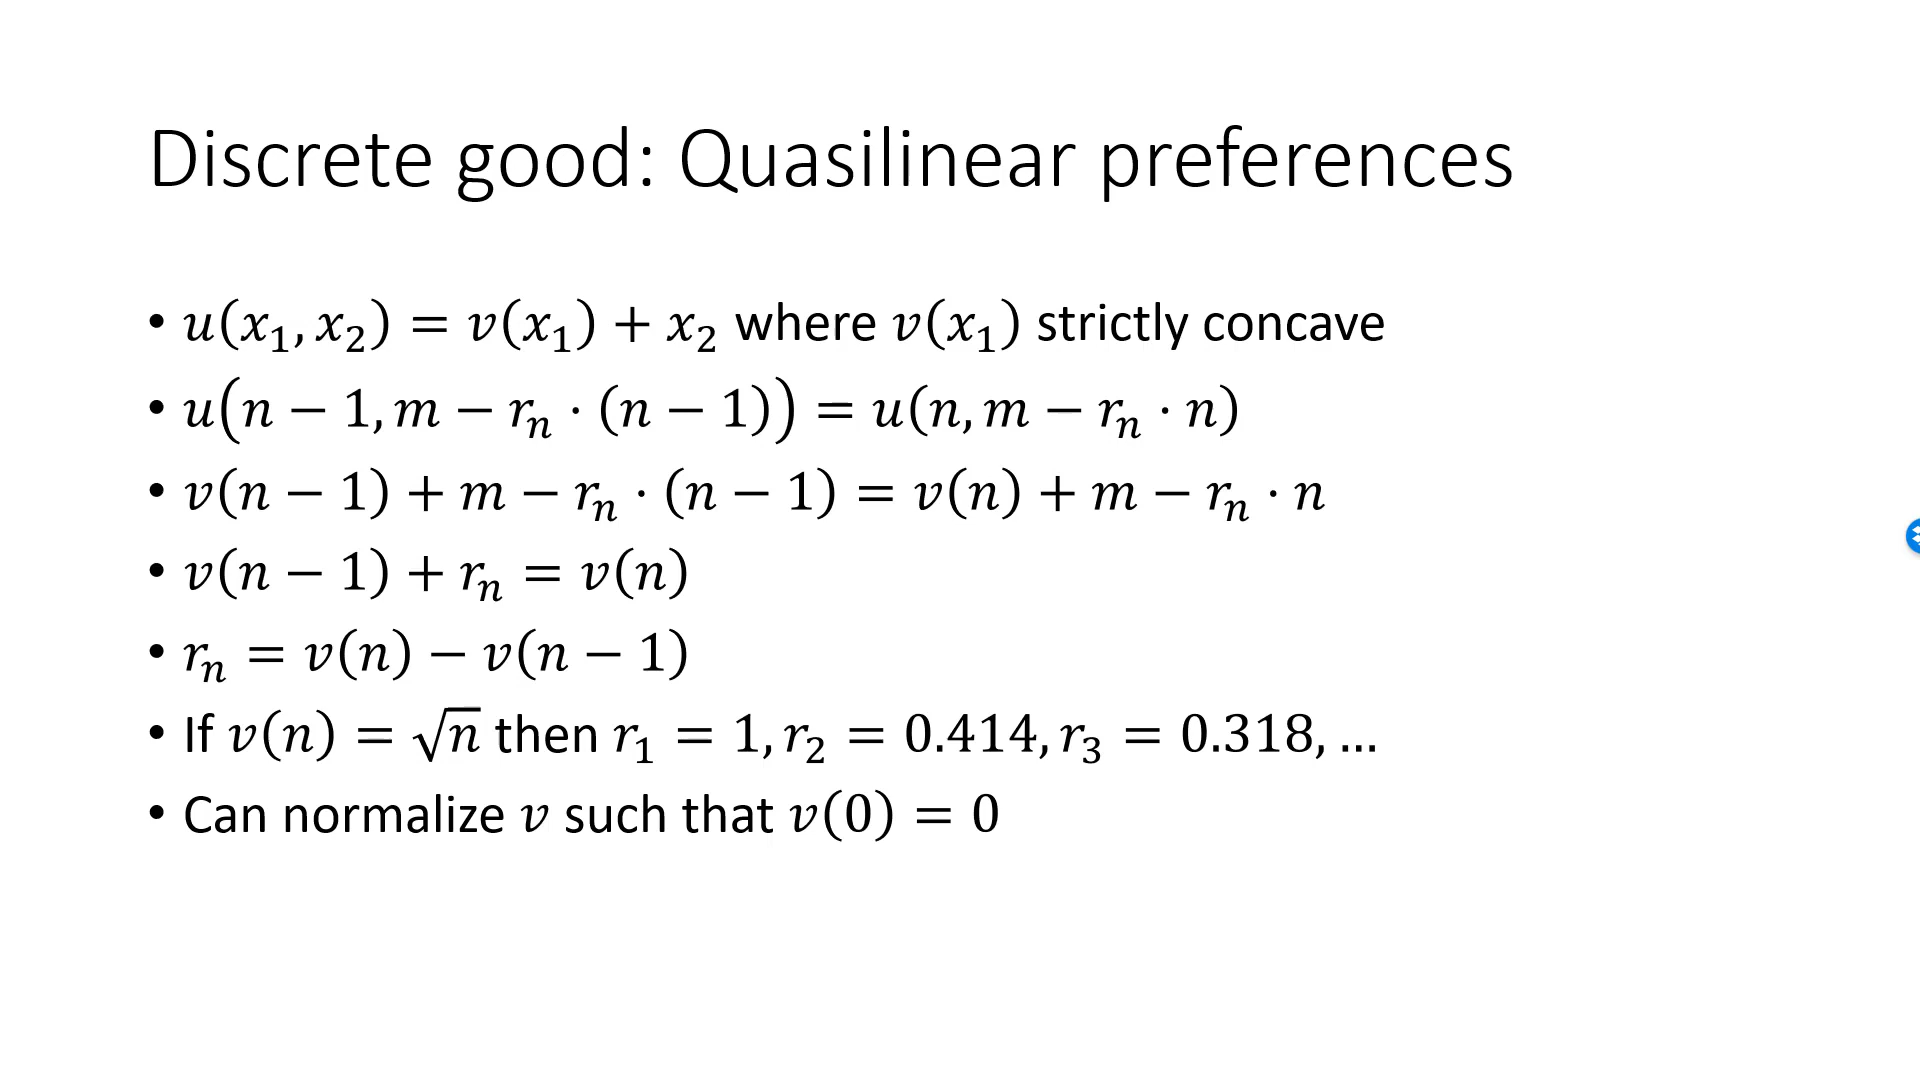 Discrete good: Quasilinear preferences
• u(x₁, x₂) = v(x₁) + x₂ where v(x₁) strictly concave
• u(n − 1, m − rₙ · (n − 1)) = u(n, m − rₙ · n)
• v(n − 1) + m − rₙ · (n − 1) = v(n) + m − rₙ · n
• v(n − 1) + rₙ = v(n)
• rₙ = v(n) − v(n − 1)
• If v(n) = √n then r₁ = 1, r₂ = 0.414, r₃ = 0.318, …
• Can normalize v such that v(0) = 0